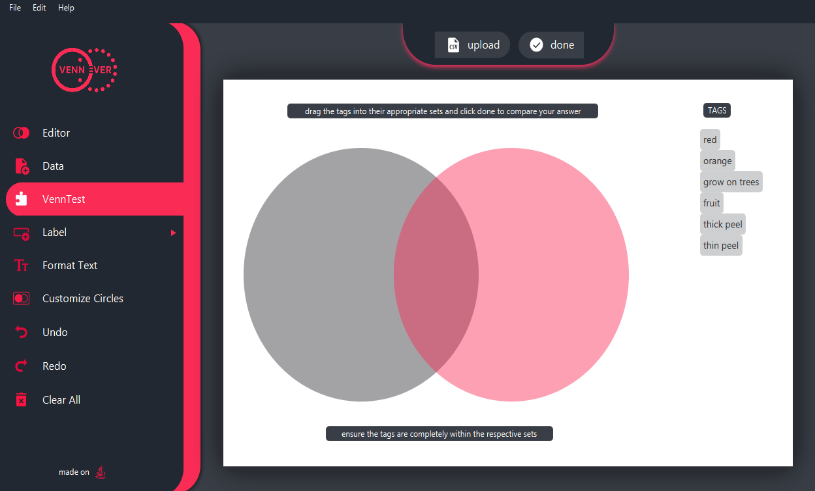 File Edit Help
VENN EVER
Editor
Data
VennTest
Label
Format Text
Customize Circles
Undo
Redo
Clear All
made on
CSV upload done
drag the tags into their appropriate sets and click done to compare your answer
TAGS
red
orange
grow on trees
fruit
thick peel
thin peel
ensure the tags are completely within the respective sets